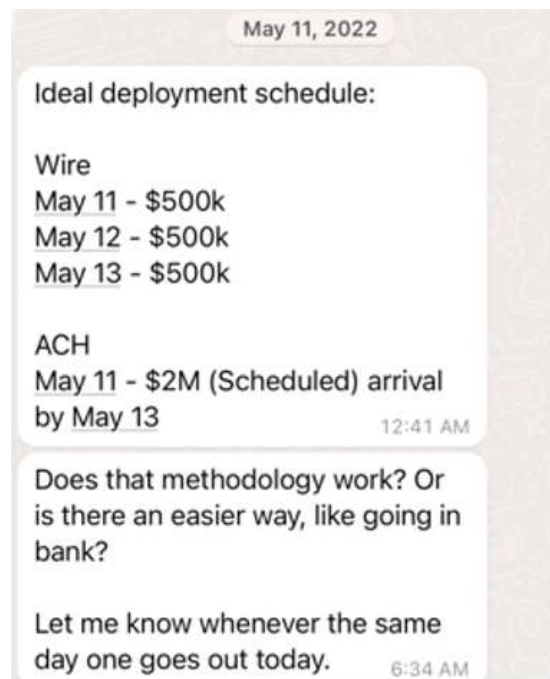 May 11, 2022
Ideal deployment schedule:
Wire
May 11 - $500k
May 12 - $500k
May 13 - $500k
ACH
May 11 - $2M (Scheduled) arrival
by May 13
12:41 AM
Does that methodology work? Or
is there an easier way, like going in
bank?
Let me know whenever the same
day one goes out today.
6:34 AM